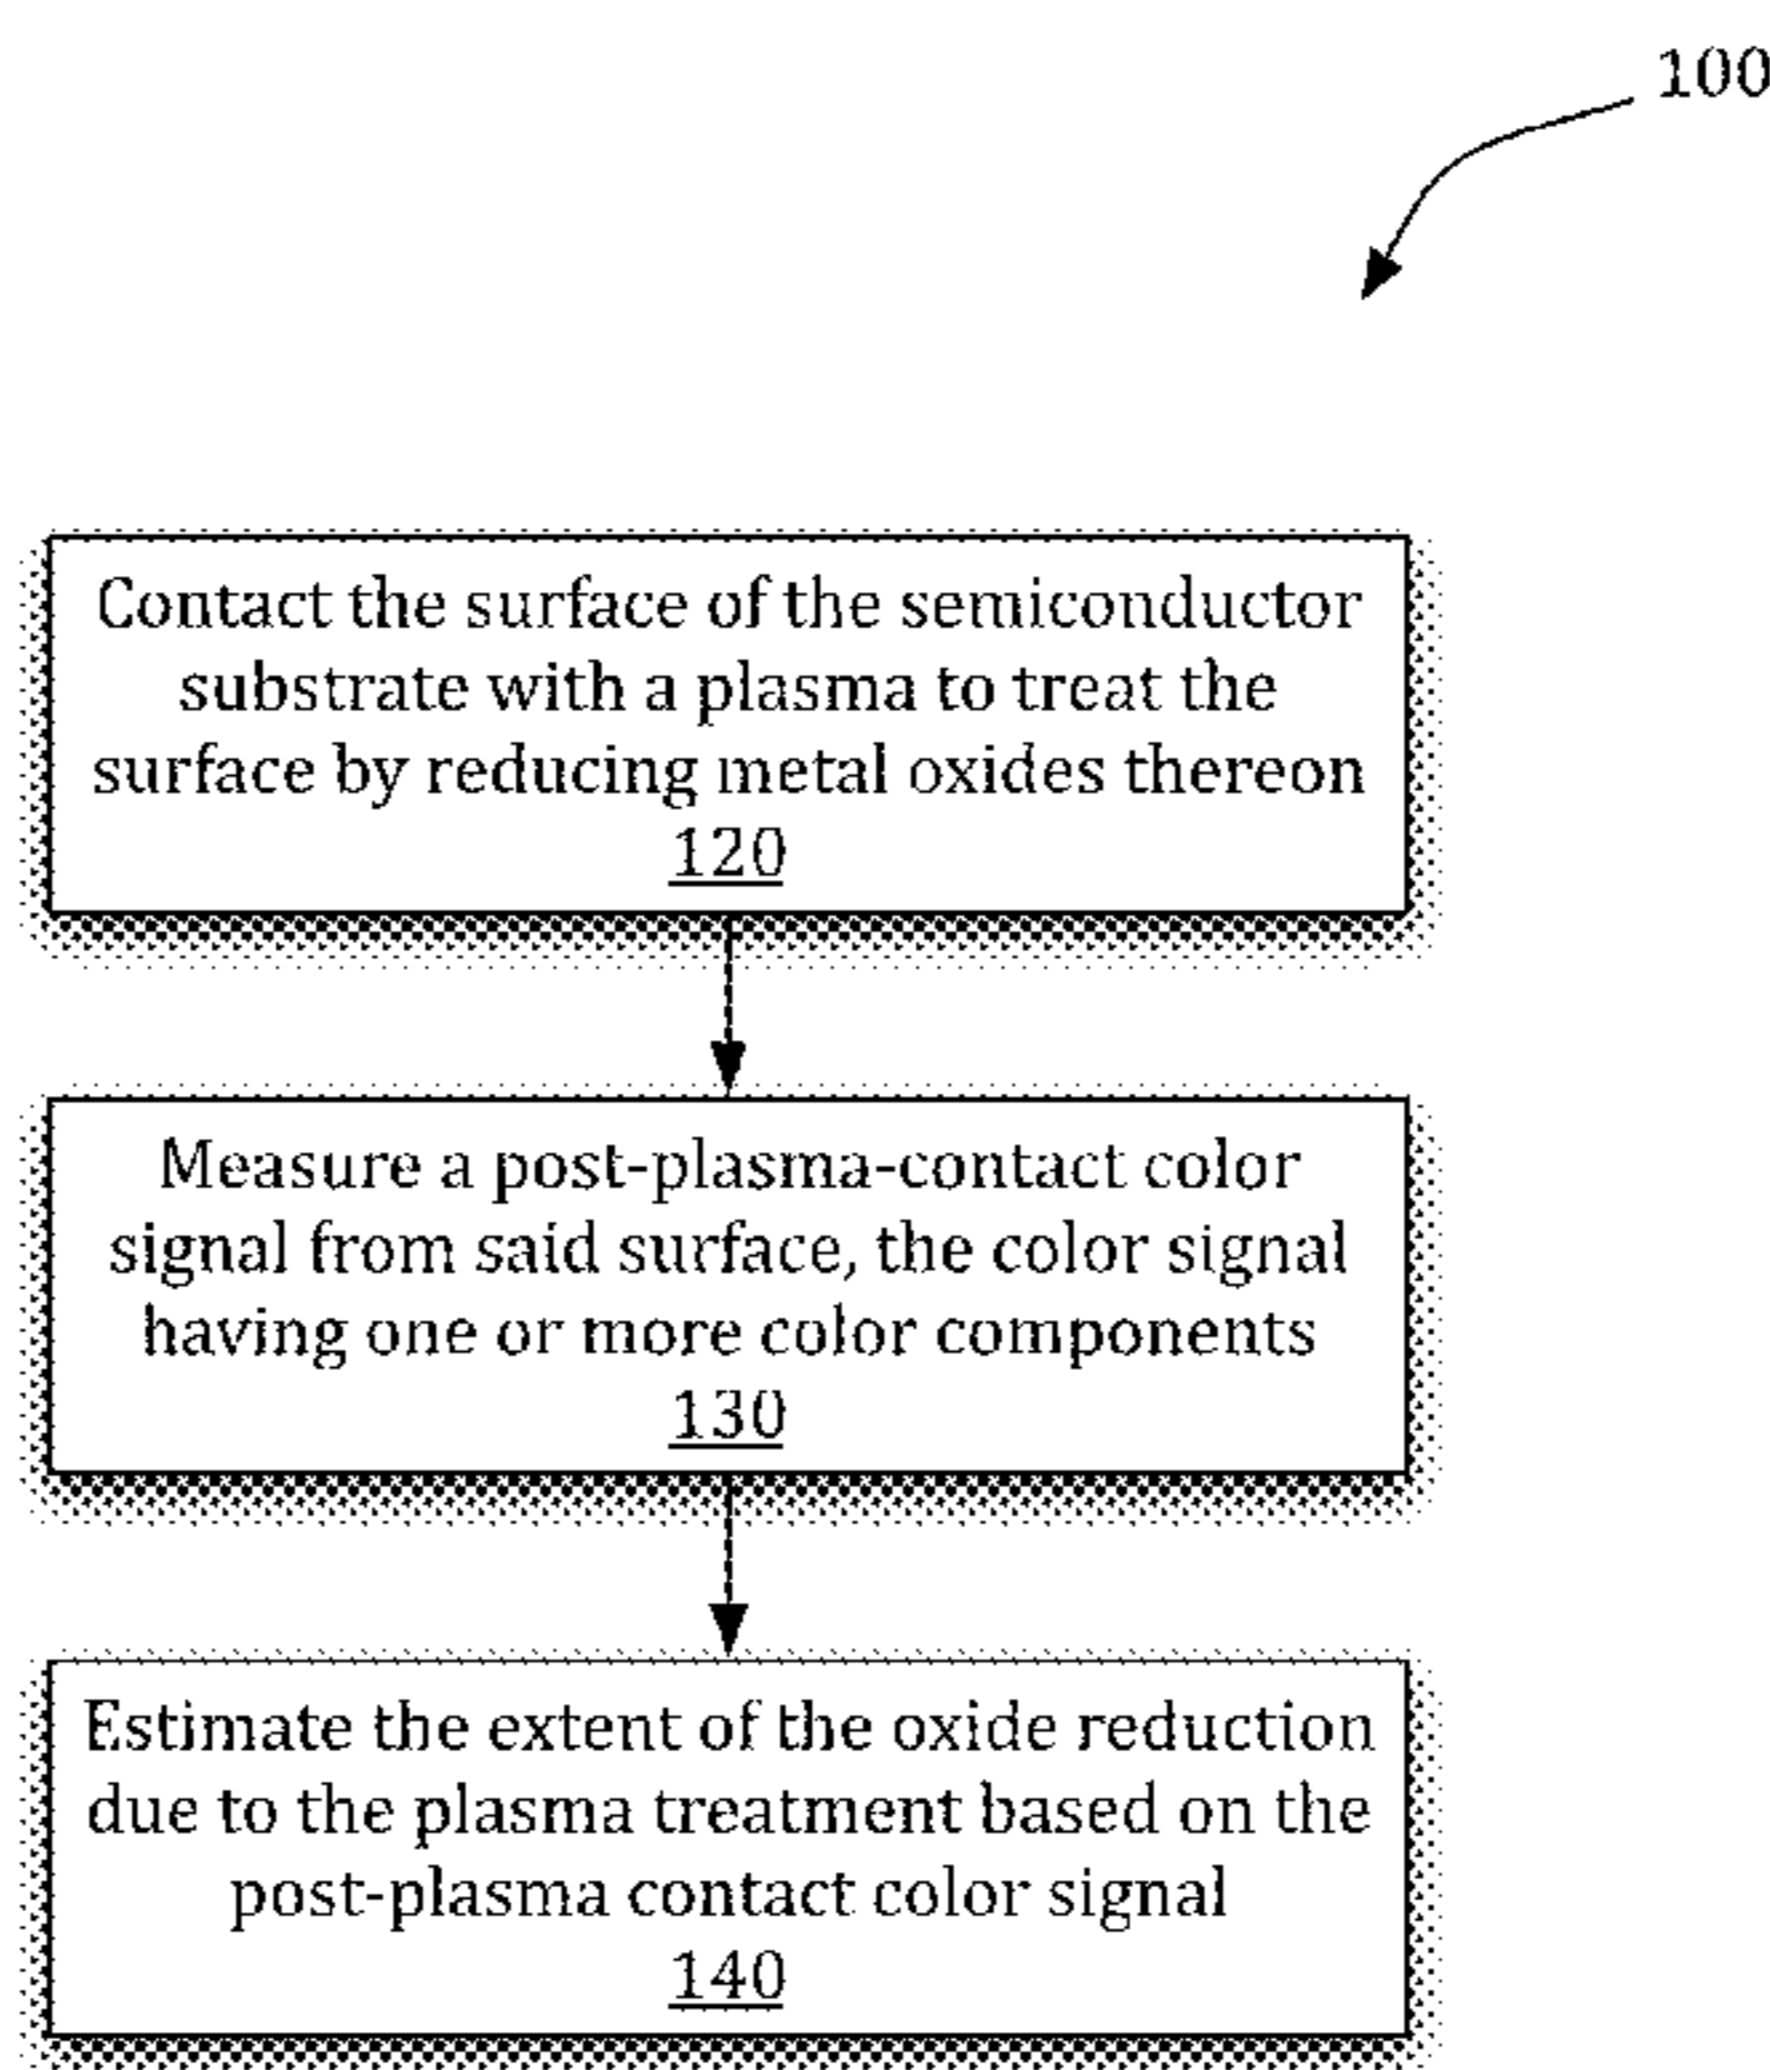 100
Contact the surface of the semiconductor
substrate with a plasma to treat the
surface by reducing metal oxides thereon
120
Measure a post-plasma-contact color
signal from said surface, the color signal
having one or more color components
130
Estimate the extent of the oxide reduction
due to the plasma treatment based on the
post-plasma contact color signal
140